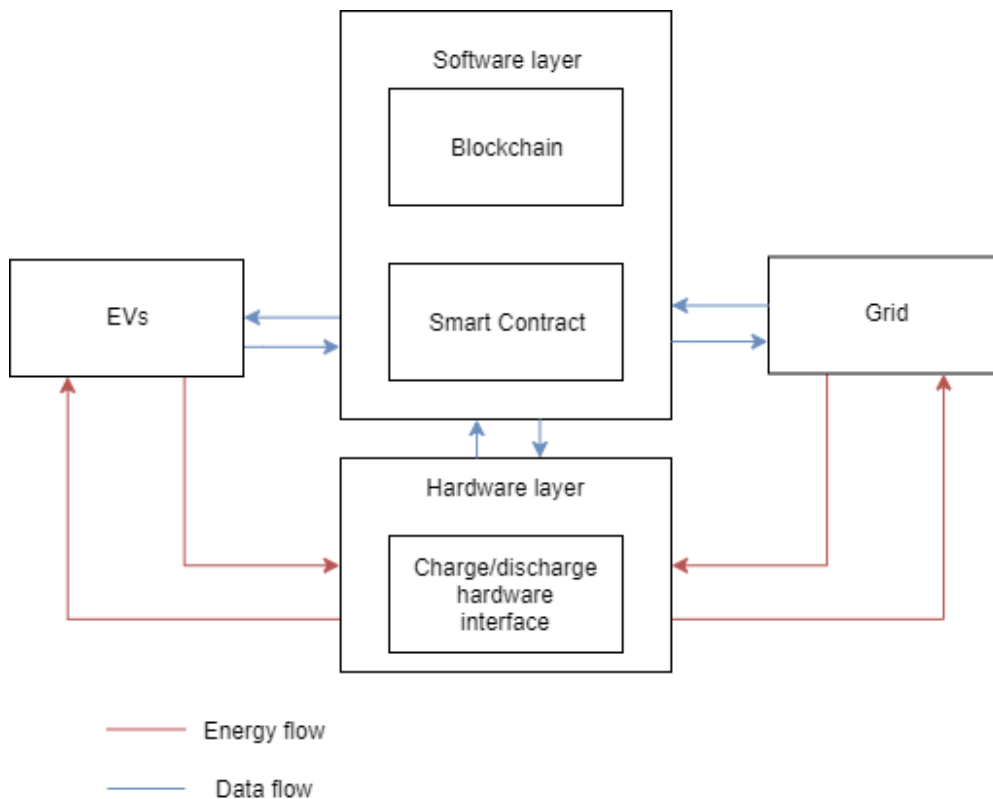 Software layer
Blockchain
EVs
Smart Contract
Grid
Hardware layer
Charge/discharge
hardware
interface
Energy flow
Data flow